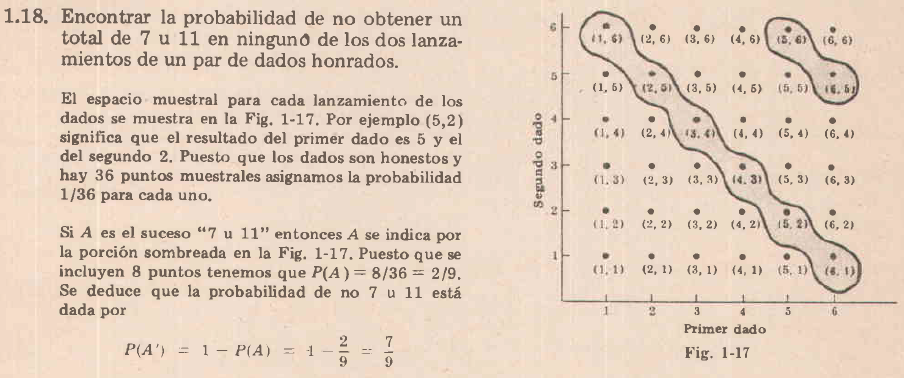 1.18. Encontrar la probabilidad de no obtener un
total de 7 u 11 en ninguno de los dos lanza-
mientos de un par de dados honrados.
El espacio muestral para cada lanzamiento de los
dados se muestra en la Fig. 1-17. Por ejemplo (5,2)
significa que el resultado del primer dado es 5 y el
del segundo 2. Puesto que los dados son honestos y
hay 36 puntos muestrales asignamos la probabilidad
1/36 para cada uno.
Si A es el suceso “7 u 11” entonces A se indica por
la porción sombreada en la Fig. 1-17. Puesto que se
incluyen 8 puntos tenemos que P(A) = 8/36 = 2/9.
Se deduce que la probabilidad de no 7 u 11 está
dada por
P(A') = 1 − P(A) = 1 − 2/9 = 7/9
Segundo dado
6 (1, 6) (2, 6) (3, 6) (4, 6) (5, 6) (6, 6)
5 (1, 5) (2, 5) (3, 5) (4, 5) (5, 5) (6, 5)
4 (1, 4) (2, 4) (3, 4) (4, 4) (5, 4) (6, 4)
3 (1, 3) (2, 3) (3, 3) (4, 3) (5, 3) (6, 3)
2 (1, 2) (2, 2) (3, 2) (4, 2) (5, 2) (6, 2)
1 (1, 1) (2, 1) (3, 1) (4, 1) (5, 1) (6, 1)
1 2 3 4 5 6
Primer dado
Fig. 1-17